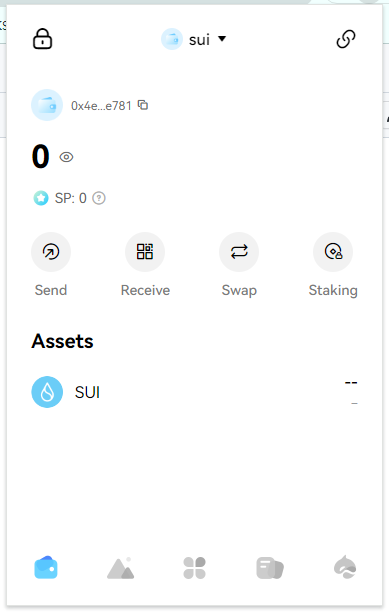 sui
0x4e...e781
0
SP: 0
Send
Receive
Swap
Staking
Assets
SUI
--
–